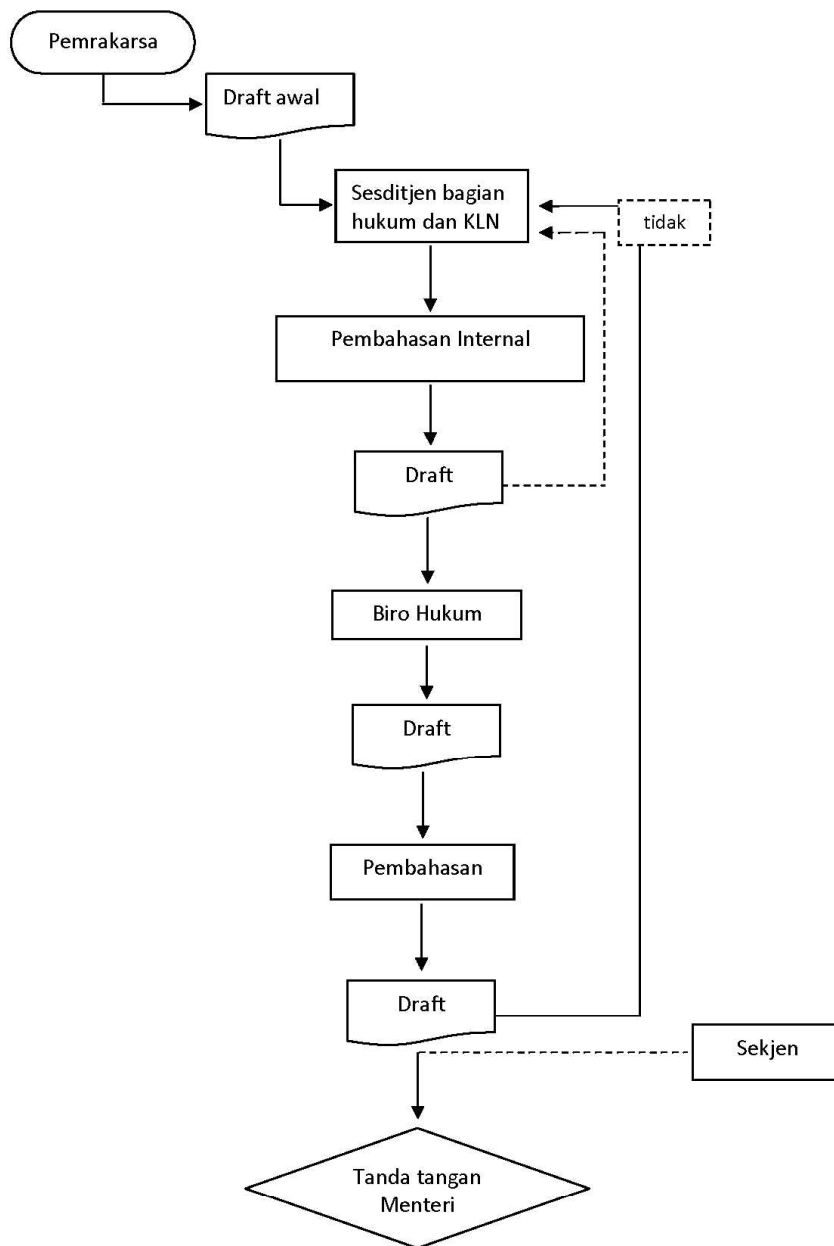 Pemrakarsa
Draft awal
Sesditjen bagian
hukum dan KLN
tidak
Pembahasan Internal
Draft
Biro Hukum
Draft
Pembahasan
Draft
Sekjen
Tanda tangan
Menteri